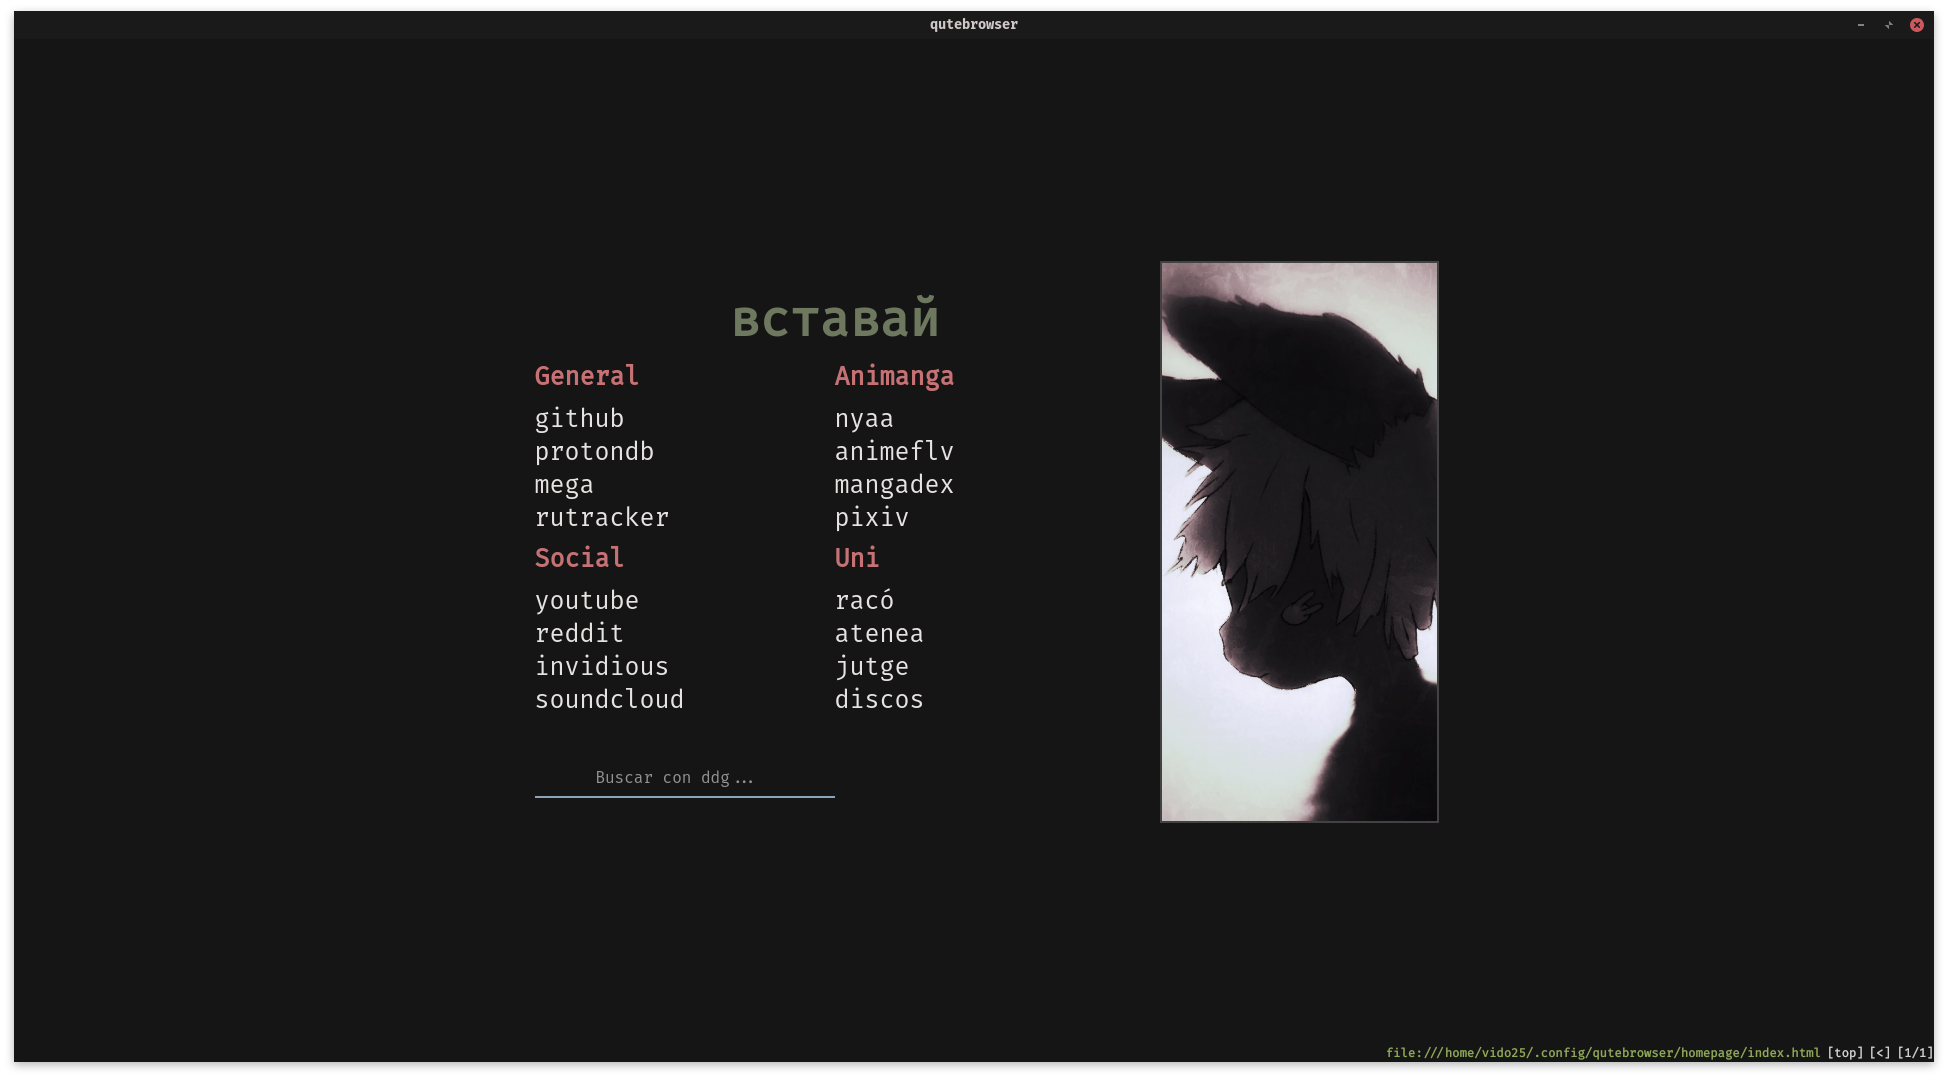 qutebrowser
вставай
General
github
protondb
mega
rutracker
Animanga
nyaa
animeflv
mangadex
pixiv
Social
youtube
reddit
invidious
soundcloud
Uni
racó
atenea
jutge
discos
Buscar con ddg...
file:///home/vido25/.config/qutebrowser/homepage/index.html [top] [<] [1/1]